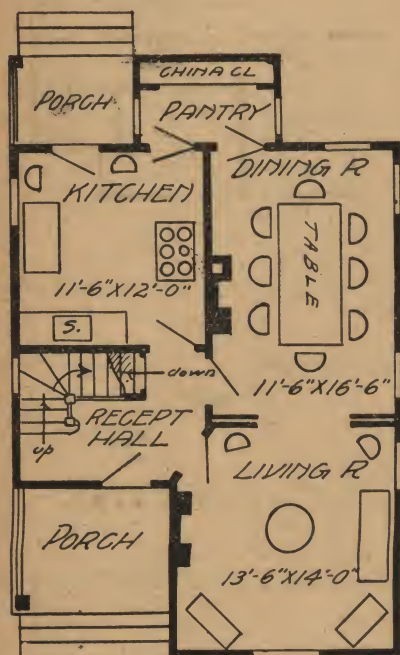 CHINA CL
PORCH
PANTRY
DINING R
KITCHEN
TABLE
11'-6"X12'-0"
S.
down
11'-6"X16'-6"
RECEPT
HALL
up
LIVING R
PORCH
13'-6"X14'-0"